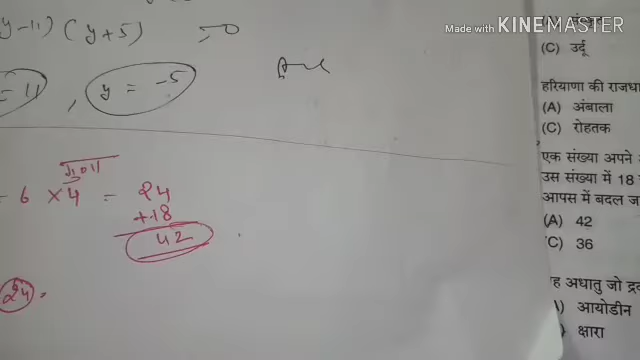 Made with KINEMASTER
y-11) (y+5) =0
=11, y = -5
- 6 × 4 = 24
+18
42
24 =
(C) उर्दू
हरियाणा की राजधा
(A) अंबाला
(C) रोहतक
एक संख्या अपने
उस संख्या में 18
आपस में बदल ज
(A) 42
(C) 36
ह अधातु जो द्रव
) आयोडीन
) क्षारा